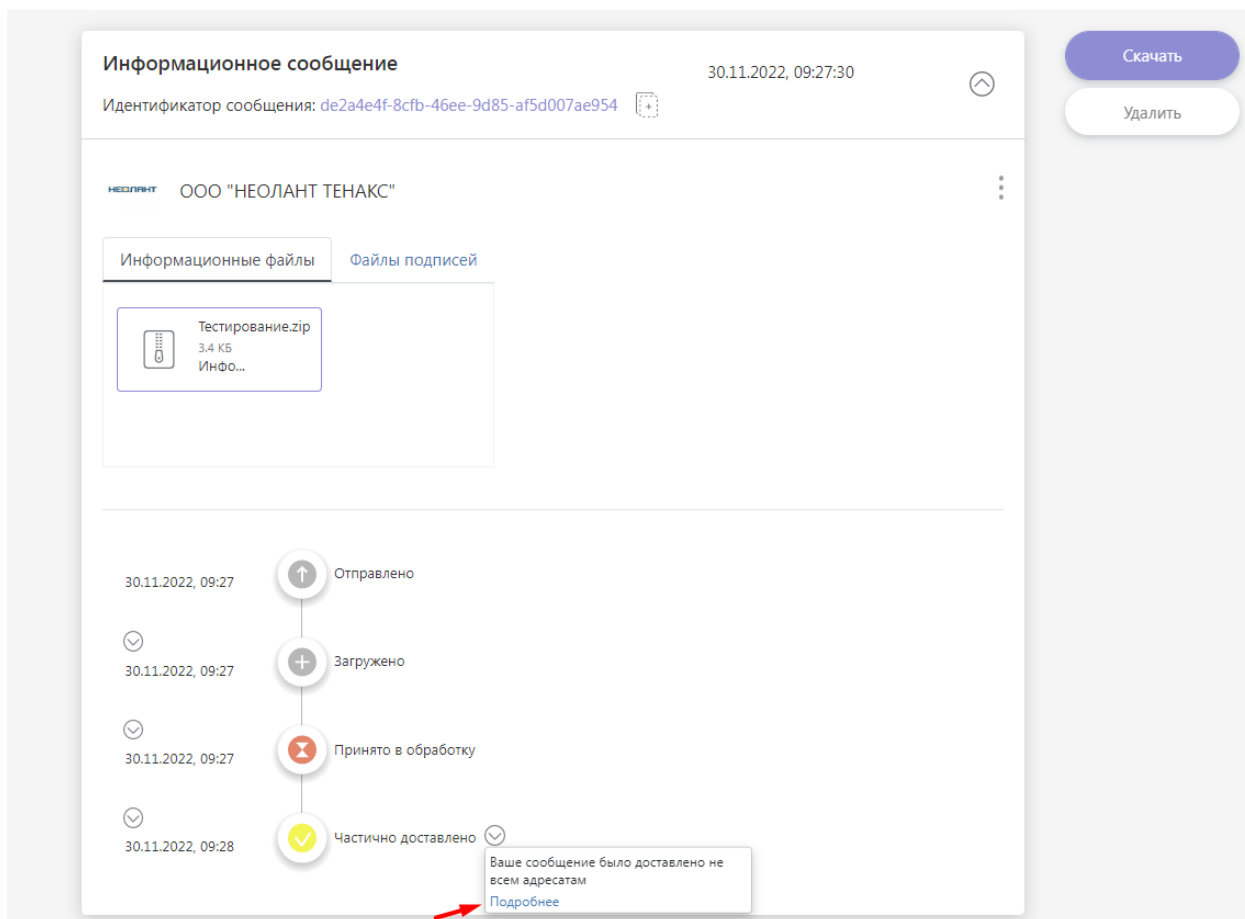 Информационное сообщение
30.11.2022, 09:27:30
Скачать
Идентификатор сообщения: de2a4e4f-8cfb-46ee-9d85-af5d007ae954
Удалить
НЕОЛАНТ ООО "НЕОЛАНТ ТЕНАКС"
Информационные файлы Файлы подписей
Тестирование.zip
3.4 КБ
Инфо...
30.11.2022, 09:27 Отправлено
30.11.2022, 09:27 Загружено
30.11.2022, 09:27 Принято в обработку
30.11.2022, 09:28 Частично доставлено
Ваше сообщение было доставлено не
всем адресатам
Подробнее